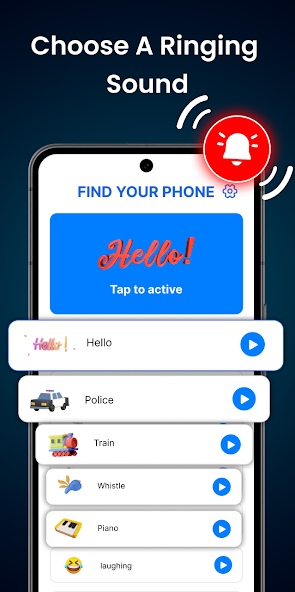 Choose A Ringing
Sound
FIND YOUR PHONE
Hello!
Tap to active
Hello!
Hello
Police
Train
Whistle
Piano
laughing